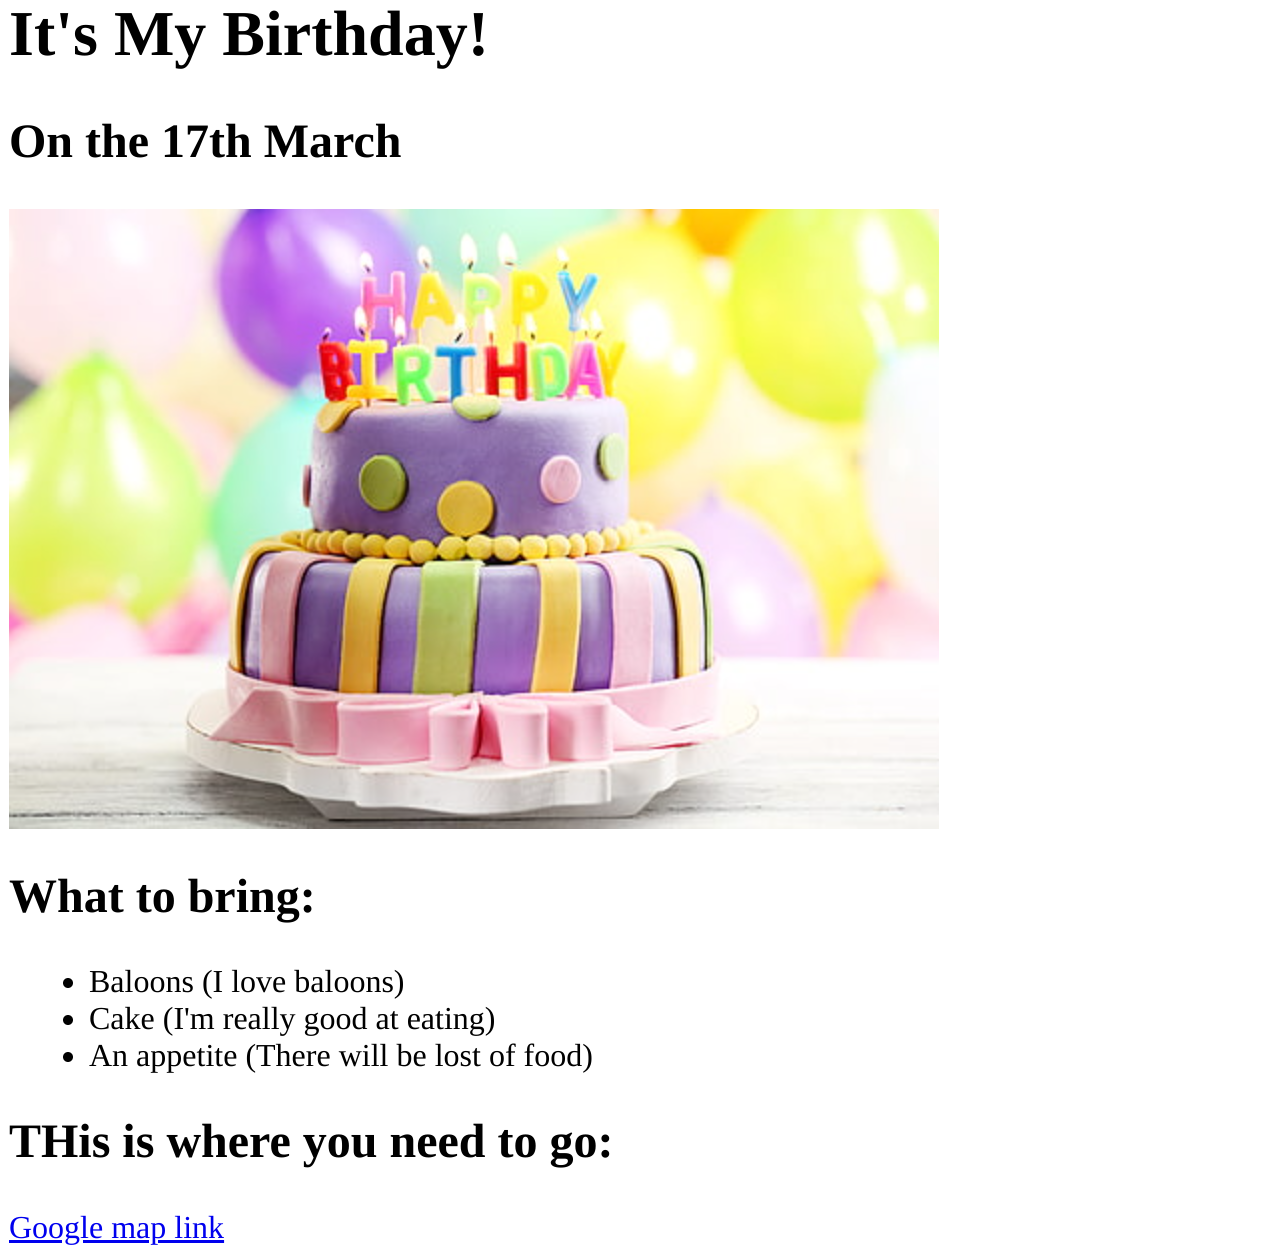 It's My Birthday!
On the 17th March
HAPPY
BIRTHDAY
What to bring:
Baloons (I love baloons)
Cake (I'm really good at eating)
An appetite (There will be lost of food)
THis is where you need to go:
Google map link